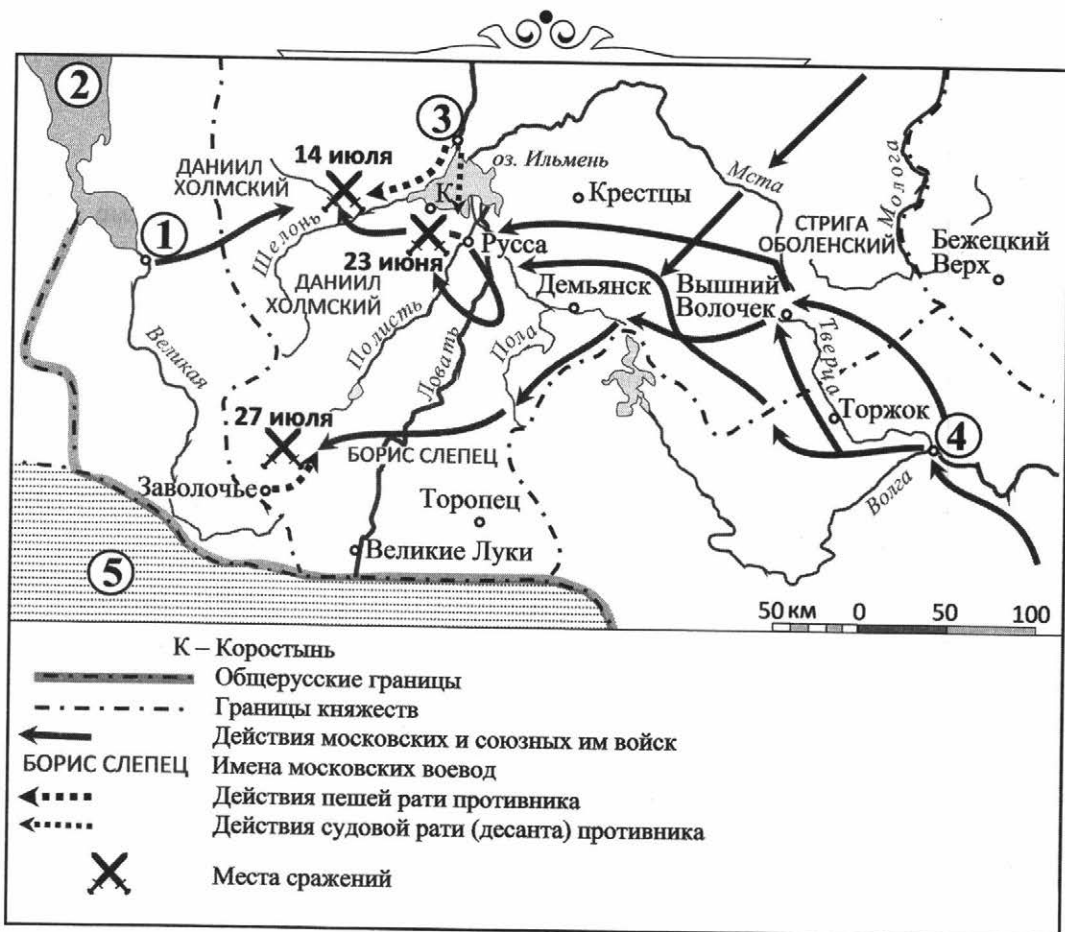 2
3
14 июля
ДАНИИЛ
ХОЛМСКИЙ
оз. Ильмень
К
Крестцы
Мста
Молога
СТРИГА
ОБОЛЕНСКИЙ
Бежецкий
Верх
1
Шелонь
23 июня
Русса
ДАНИИЛ
ХОЛМСКИЙ
Демьянск
Вышний
Волочек
Великая
Полисть
Ловать
Пола
Тверца
Торжок
4
27 июля
БОРИС СЛЕПЕЦ
Заволочье
Торопец
Волга
Великие Луки
5
50 км 0 50 100
К – Коростынь
Общерусские границы
Границы княжеств
Действия московских и союзных им войск
БОРИС СЛЕПЕЦ Имена московских воевод
Действия пешей рати противника
Действия судовой рати (десанта) противника
Места сражений